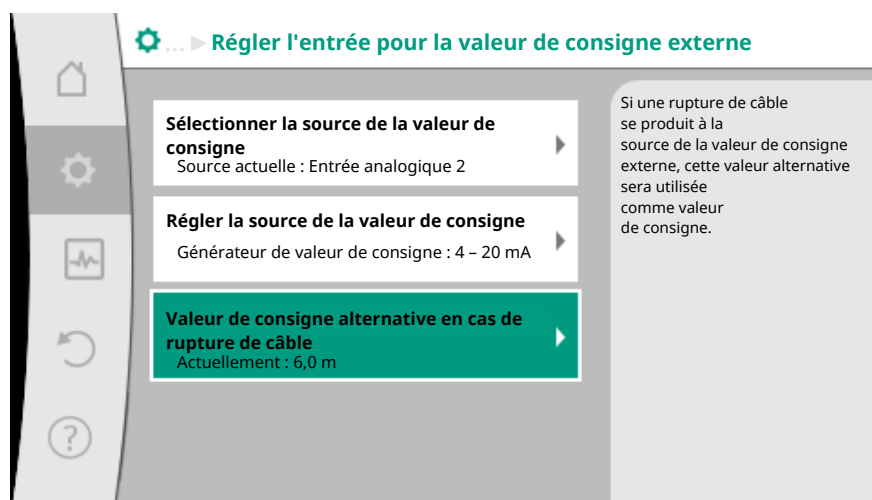 ... ▶ Régler l'entrée pour la valeur de consigne externe
Sélectionner la source de la valeur de
consigne
Source actuelle : Entrée analogique 2
Régler la source de la valeur de consigne
Générateur de valeur de consigne : 4 – 20 mA
Valeur de consigne alternative en cas de
rupture de câble
Actuellement : 6,0 m
Si une rupture de câble
se produit à la
source de la valeur de consigne
externe, cette valeur alternative
sera utilisée
comme valeur
de consigne.
?